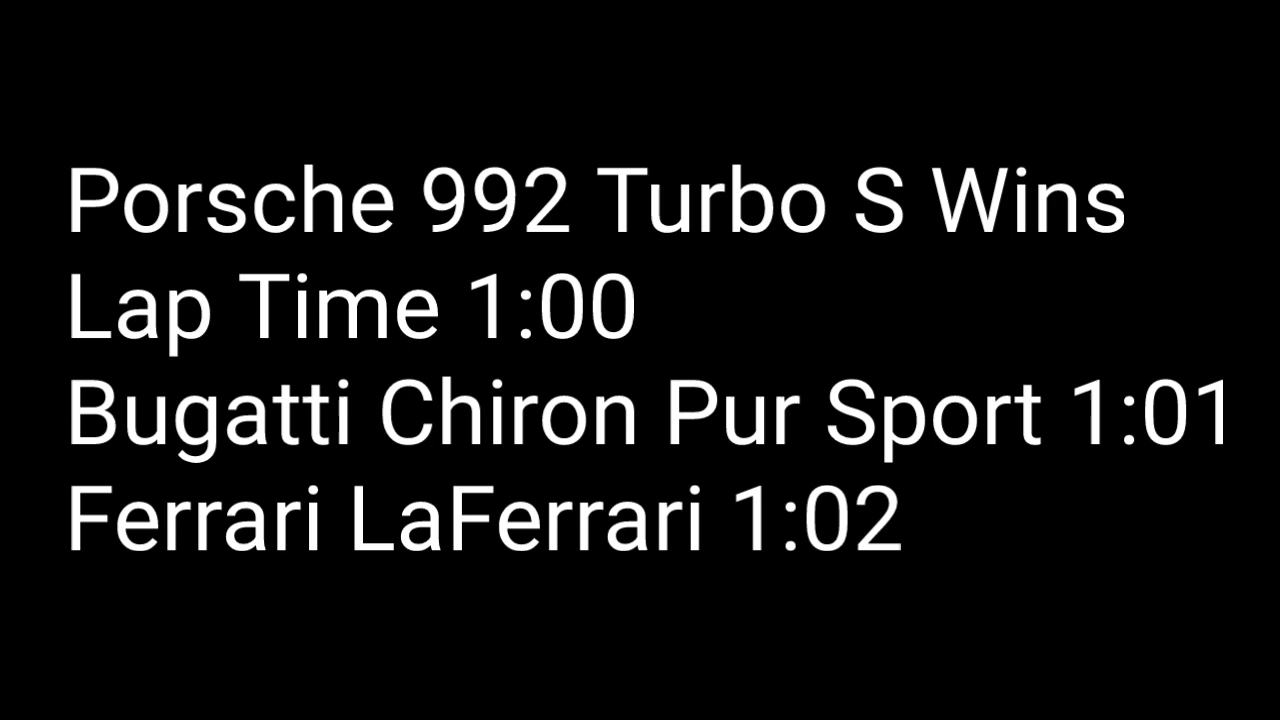 Porsche 992 Turbo S Wins
Lap Time 1:00
Bugatti Chiron Pur Sport 1:01
Ferrari LaFerrari 1:02